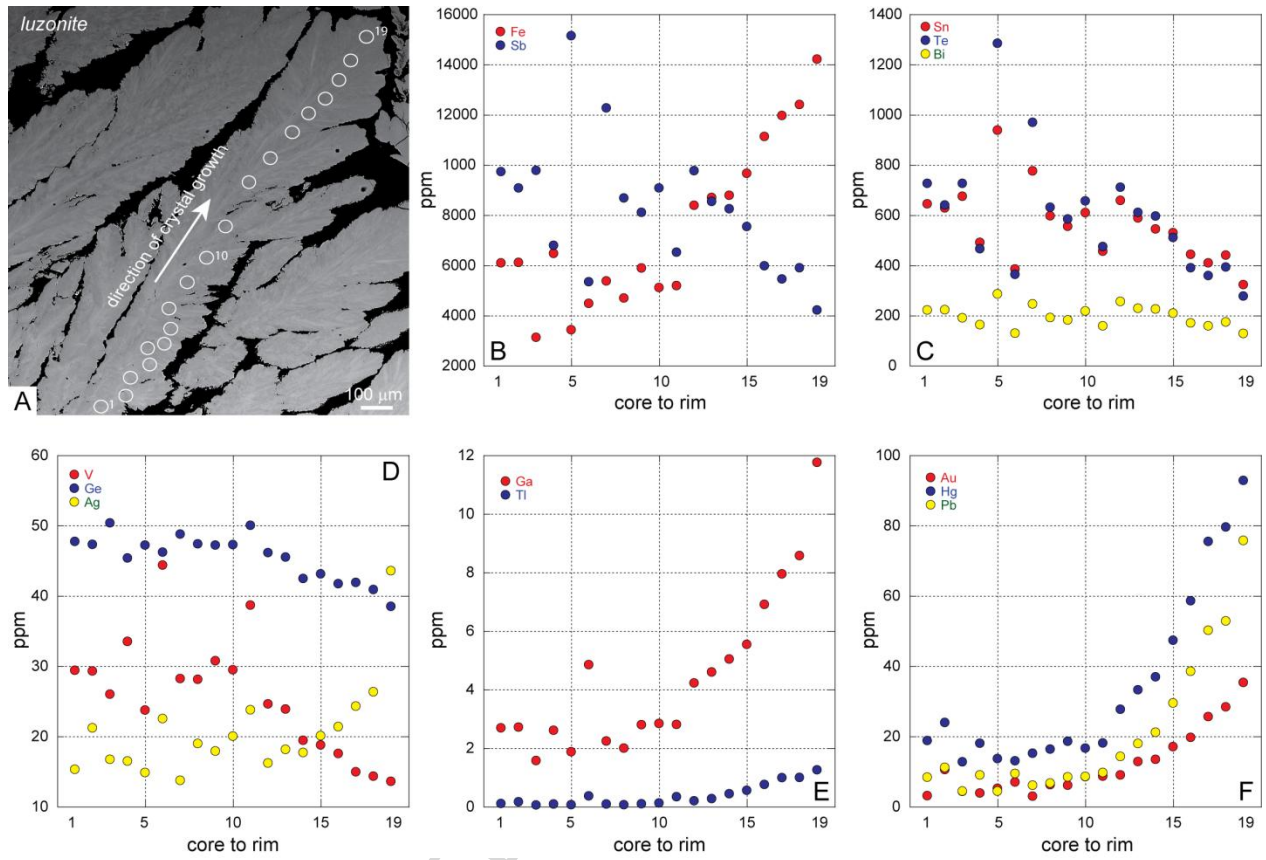 luzonite
19
direction of crystal growth
10
1
100 μm
A
16000
14000
12000
10000
8000
6000
4000
2000
ppm
Fe
Sb
B
1 5 10 15 19
core to rim
1400
1200
1000
800
600
400
200
0
ppm
Sn
Te
Bi
C
1 5 10 15 19
core to rim
60
50
40
30
20
10
ppm
V
Ge
Ag
D
1 5 10 15 19
core to rim
12
10
8
6
4
2
0
ppm
Ga
Tl
E
1 5 10 15 19
core to rim
100
80
60
40
20
0
ppm
Au
Hg
Pb
F
1 5 10 15 19
core to rim